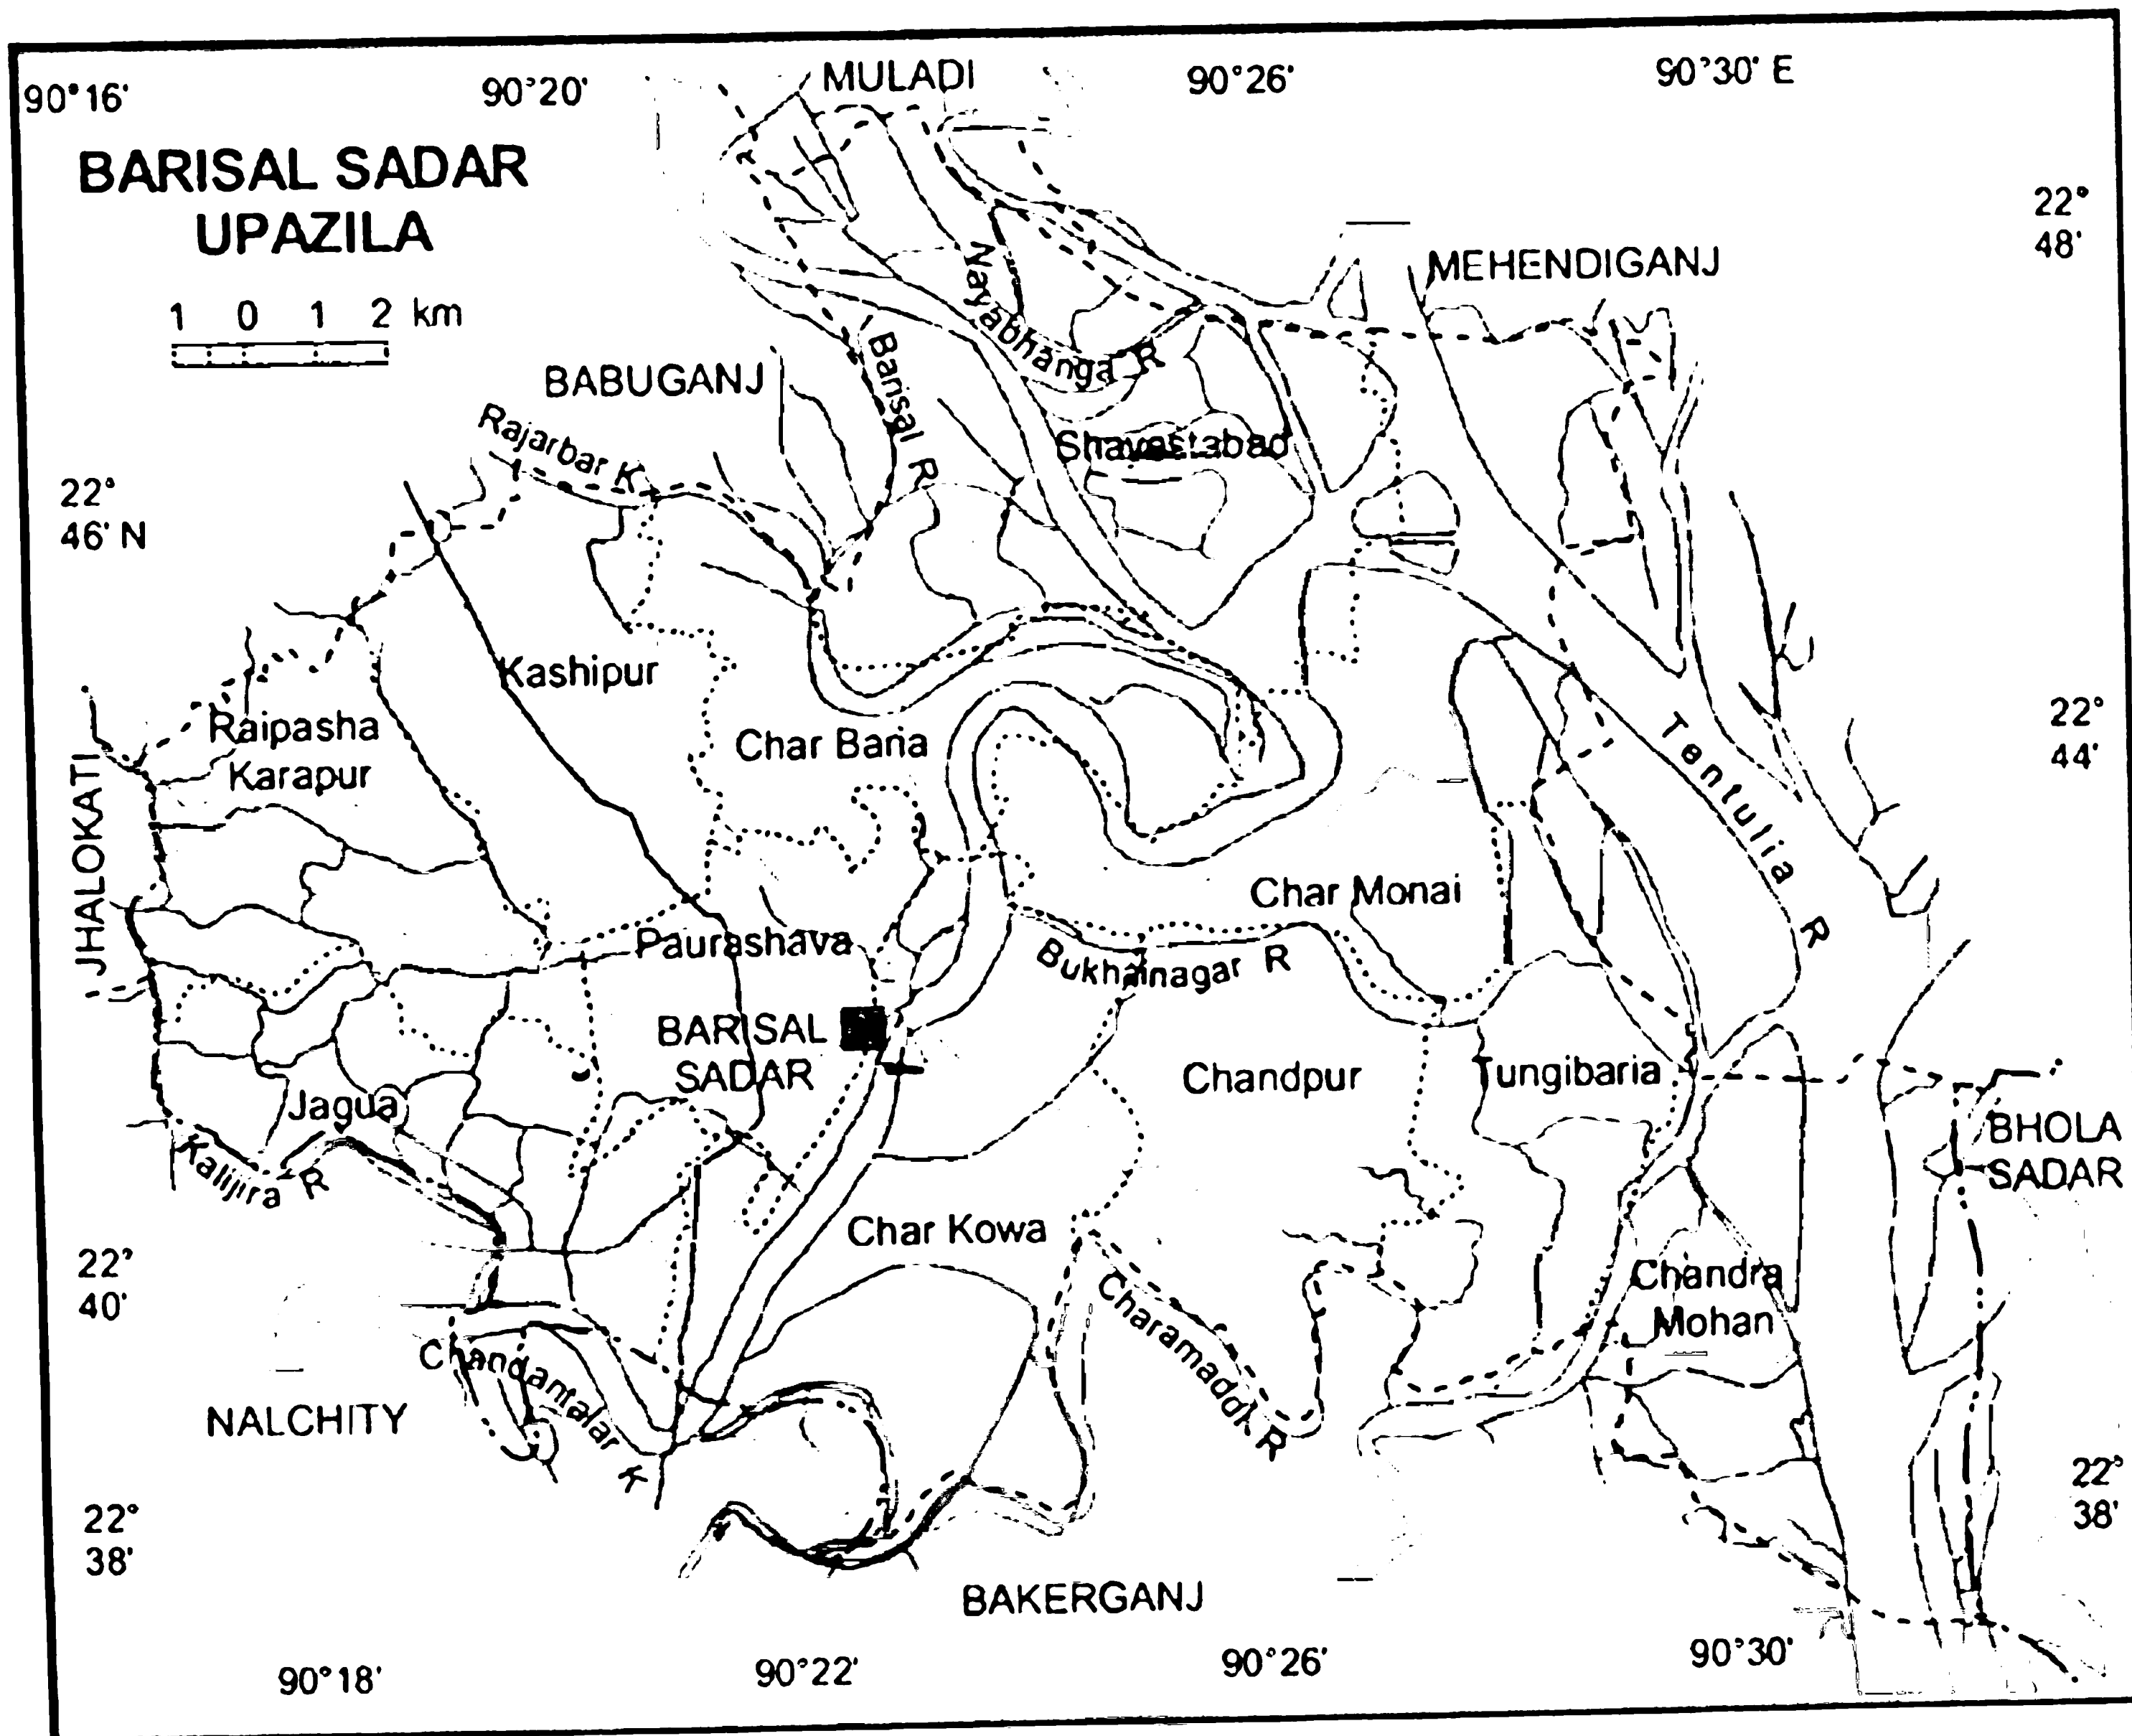 90°16'
90°20'
MULADI
90°26'
90°30' E
BARISAL SADAR
UPAZILA
22°
48'
MEHENDIGANJ
1 0 1 2 km
Nayabhanga R
Barisal R
BABUGANJ
Rajarbar K
Shayestabad
22°
46' N
Kashipur
Raipasha
Karapur
Char Baria
Tentulia R
22°
44'
JHALOKATI
Char Monai
Paurashava
Bukhainagar R
BARISAL
SADAR
Chandpur
Tungibaria
Jagua
BHOLA
SADAR
Kalijira R
Char Kowa
22°
40'
Chandra
Mohan
Charamaddi R
Chandamtalar K
NALCHITY
22°
38'
22°
38'
BAKERGANJ
90°18'
90°22'
90°26'
90°30'